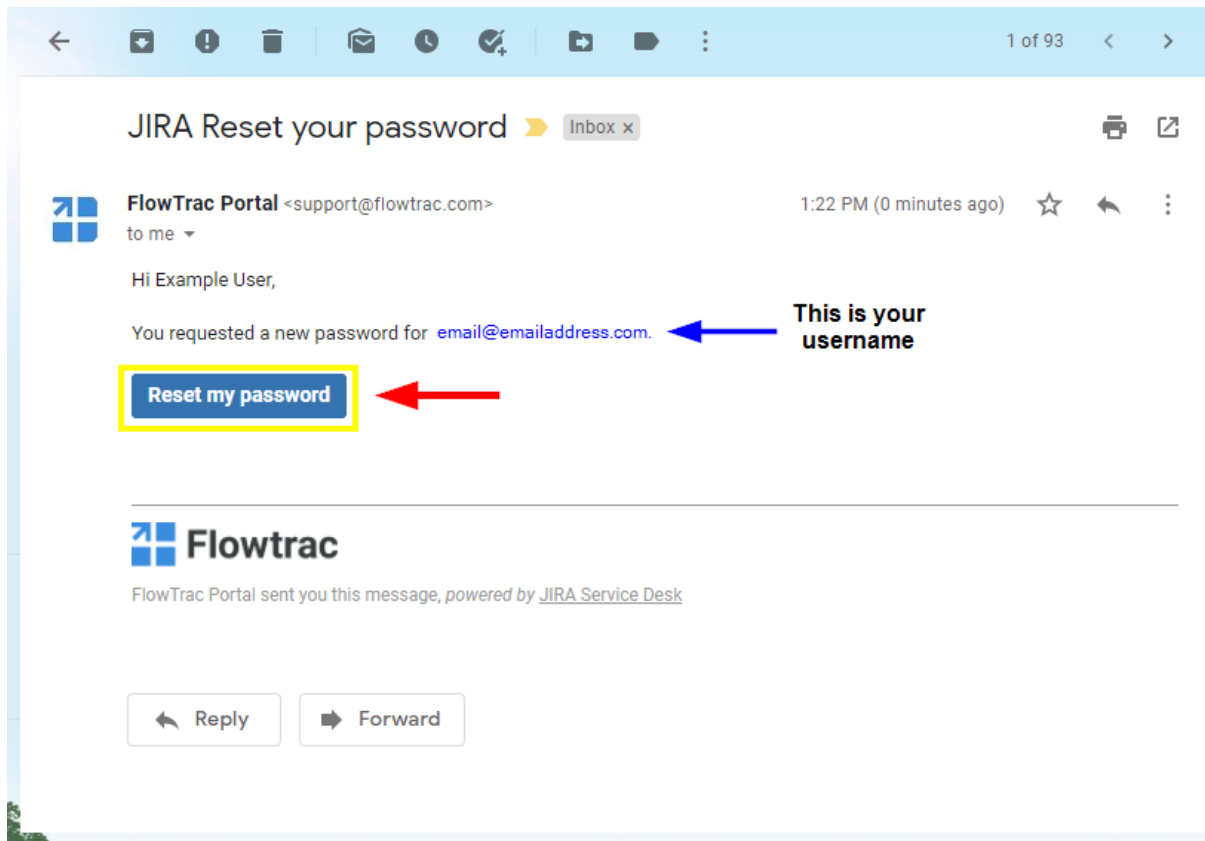 1 of 93
JIRA Reset your password
Inbox x
FlowTrac Portal <support@flowtrac.com>
1:22 PM (0 minutes ago)
to me
Hi Example User,
You requested a new password for email@emailaddress.com.
This is your
username
Reset my password
Flowtrac
FlowTrac Portal sent you this message, powered by JIRA Service Desk
Reply
Forward